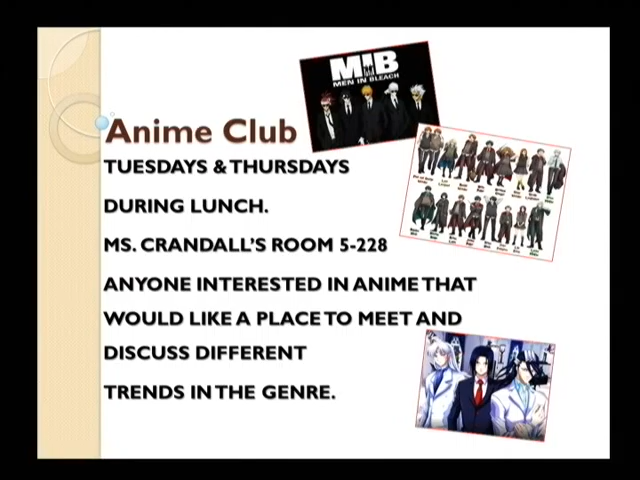 MIB
MEN IN BLEACH
Anime Club
TUESDAYS & THURSDAYS
DURING LUNCH.
MS. CRANDALL'S ROOM 5-228
ANYONE INTERESTED IN ANIME THAT
WOULD LIKE A PLACE TO MEET AND
DISCUSS DIFFERENT
TRENDS IN THE GENRE.